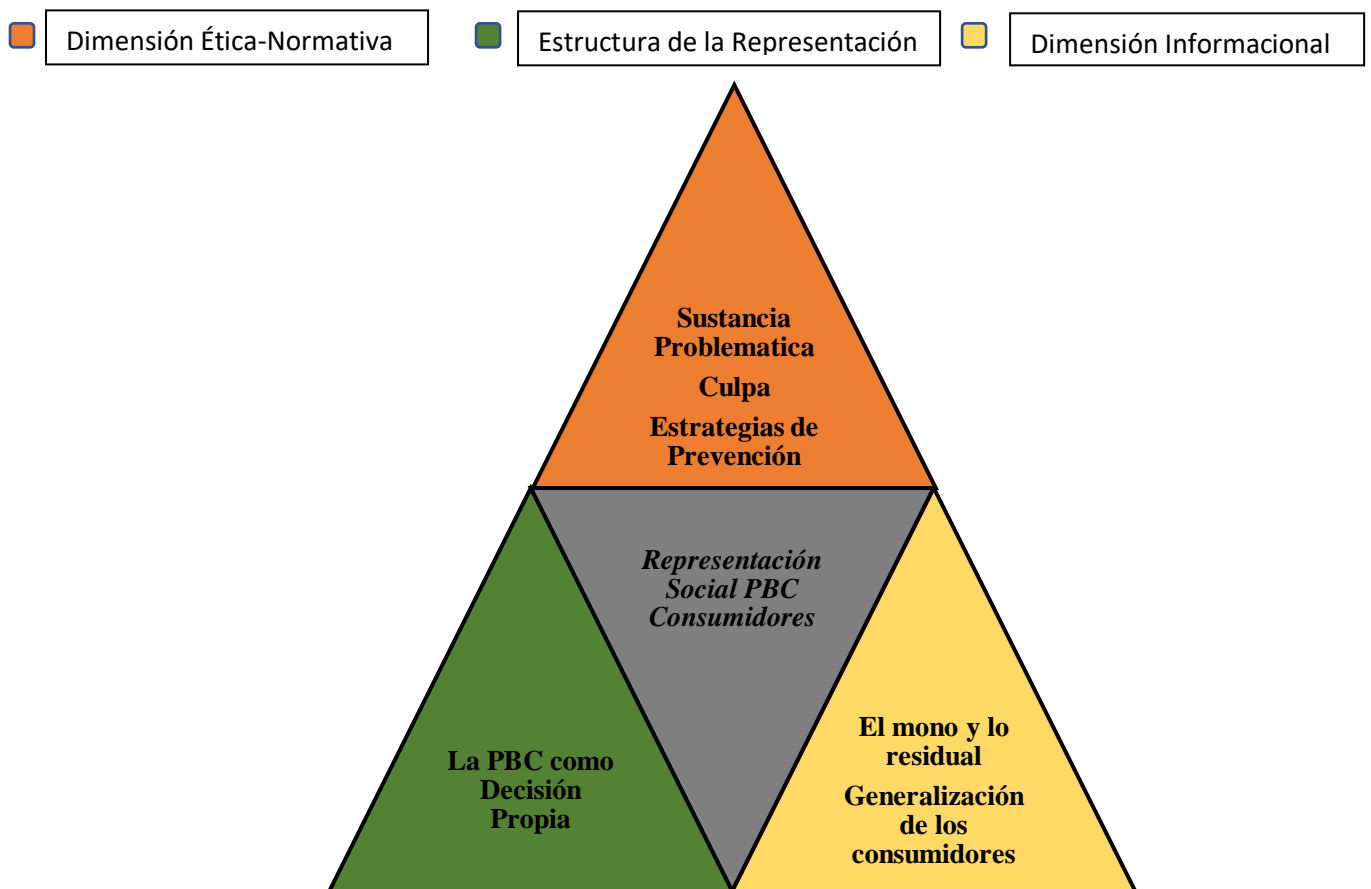 Dimensión Ética-Normativa
Estructura de la Representación
Dimensión Informacional
Sustancia
Problematica
Culpa
Estrategias de
Prevención
Representación
Social PBC
Consumidores
La PBC como
Decisión
Propia
El mono y lo
residual
Generalización
de los
consumidores